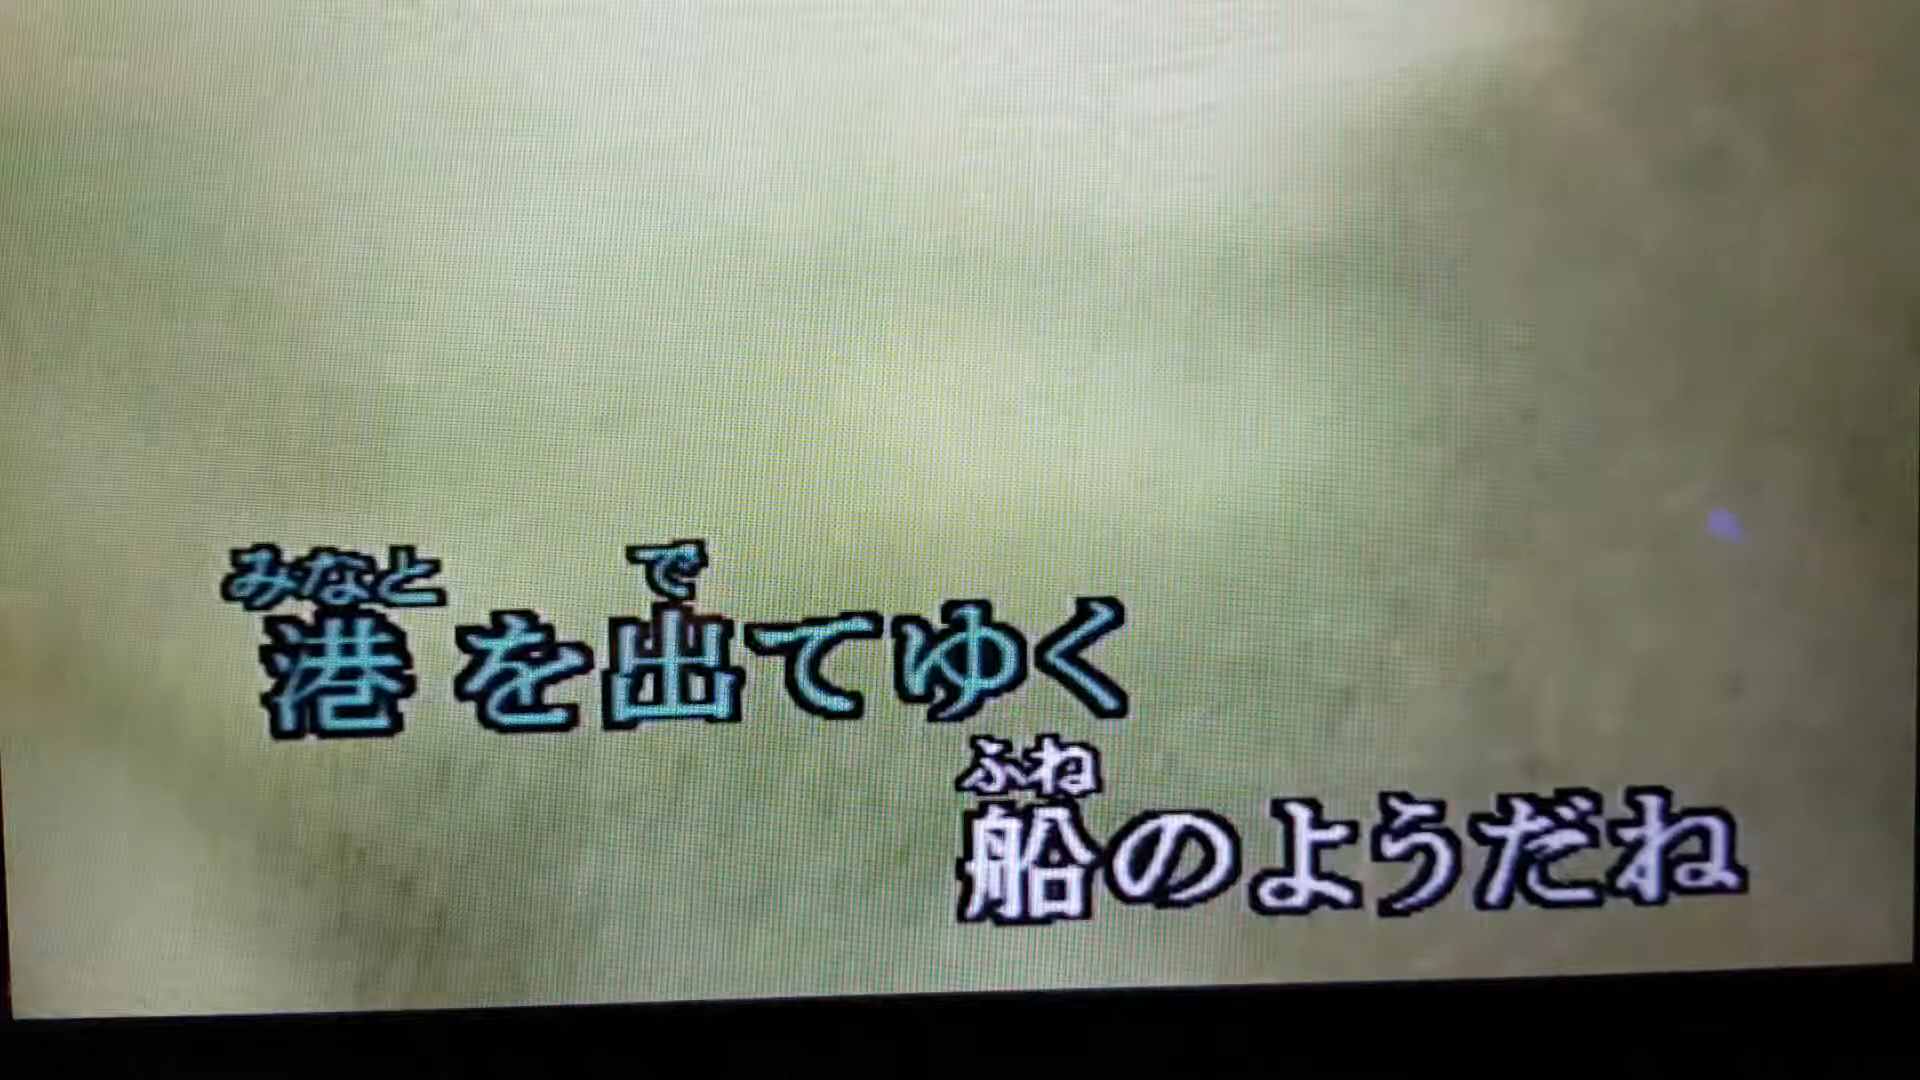 みなと で
港を出てゆく
ふね
船のようだね